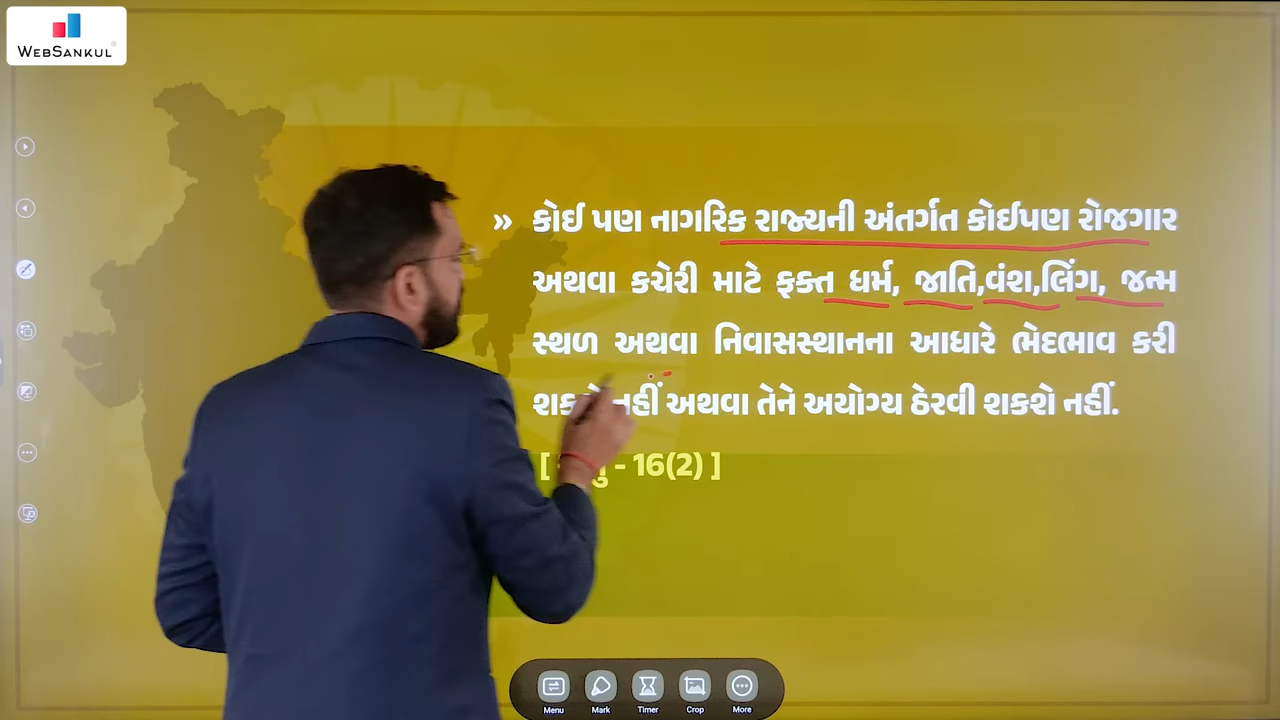 WEBSANKUL
» કોઈ પણ નાગરિક રાજ્યની અંતર્ગત કોઈપણ રોજગાર
અથવા કચેરી માટે ફક્ત ધર્મ, જાતિ,વંશ,લિંગ, જન્મ
સ્થળ અથવા નિવાસસ્થાનના આધારે ભેદભાવ કરી
અથવા તેને અયોગ્ય ઠેરવી શકશે નહીં.
- 16(2) ]
Menu Mark Timer Crop More